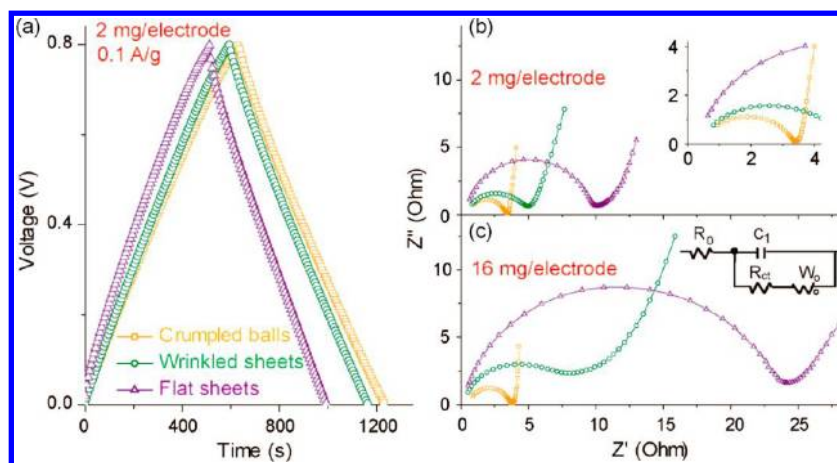 (a)
2 mg/electrode
0.1 A/g
0.8
0.4
0.0
Voltage (V)
Crumpled balls
Wrinkled sheets
Flat sheets
0
400
800
1200
Time (s)
(b)
2 mg/electrode
10
5
0
4
2
0
0
2
4
Z'' (Ohm)
(c)
16 mg/electrode
R0
C1
Rct
Wo
10
5
0
0
5
10
15
20
25
Z' (Ohm)